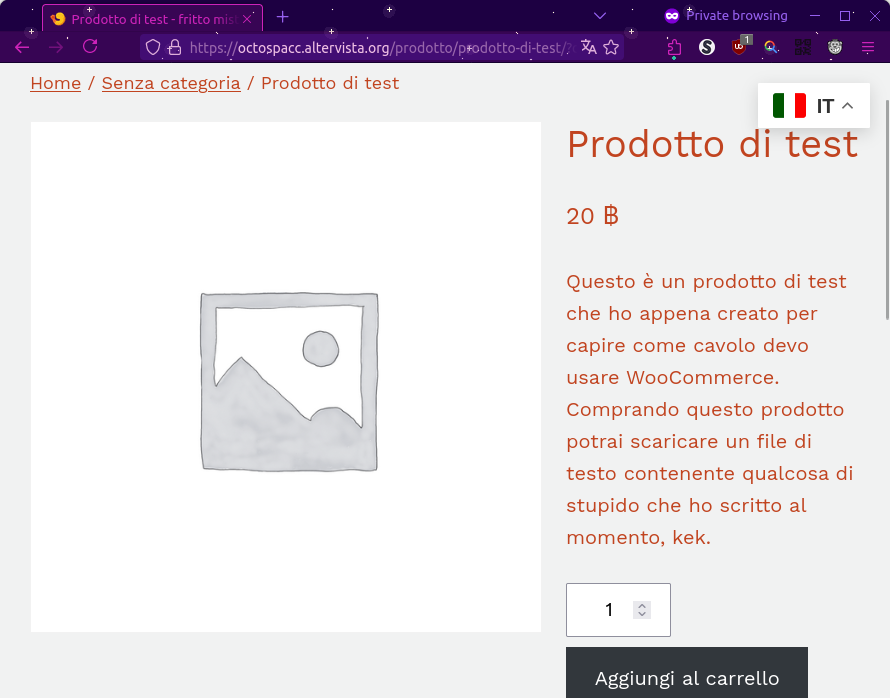 Prodotto di test - fritto mist
Private browsing
https://octospacc.altervista.org/prodotto/prodotto-di-test/?
1
Home / Senza categoria / Prodotto di test
IT
Prodotto di test
20 ฿
Questo è un prodotto di test
che ho appena creato per
capire come cavolo devo
usare WooCommerce.
Comprando questo prodotto
potrai scaricare un file di
testo contenente qualcosa di
stupido che ho scritto al
momento, kek.
1
Aggiungi al carrello